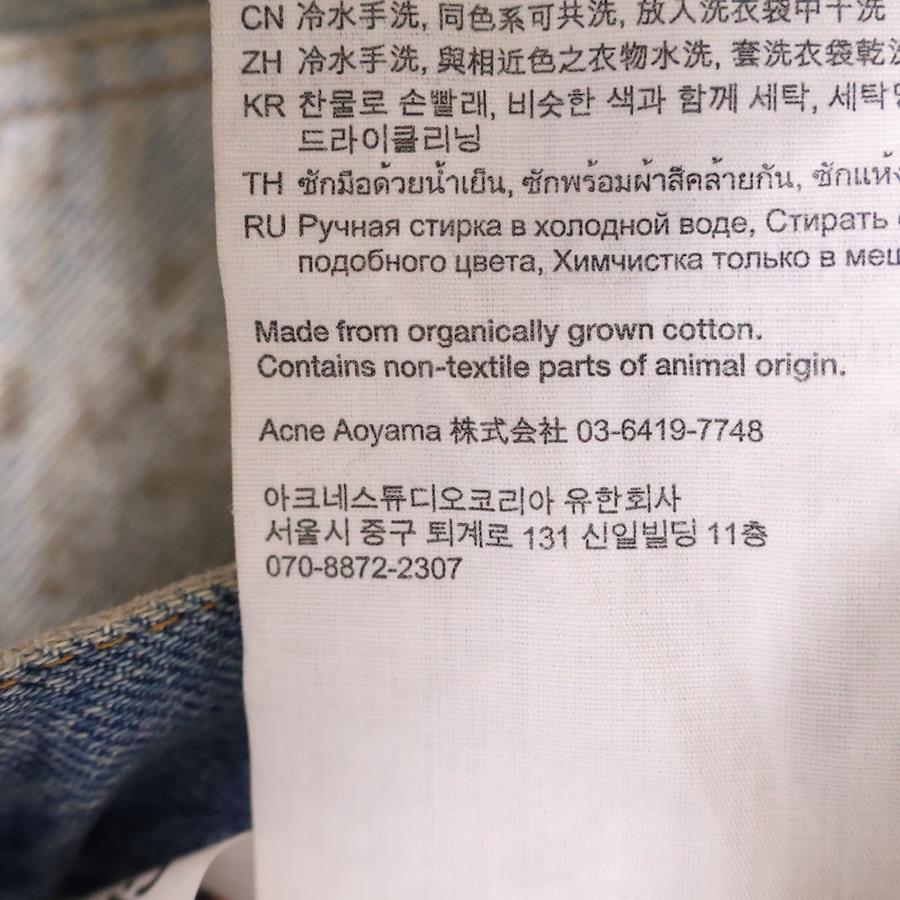 CN 冷水手洗, 同色系可共洗, 放入洗衣袋中干洗
ZH 冷水手洗, 與相近色之衣物水洗, 套洗衣袋乾洗
KR 찬물로 손빨래, 비슷한 색과 함께 세탁, 세탁망
드라이클리닝
TH ซักมือด้วยน้ำเย็น, ซักพร้อมผ้าสีคล้ายกัน, ซักแห้ง
RU Ручная стирка в холодной воде, Стирать с
подобного цвета, Химчистка только в меш
Made from organically grown cotton.
Contains non-textile parts of animal origin.
Acne Aoyama 株式会社 03-6419-7748
아크네스튜디오코리아 유한회사
서울시 중구 퇴계로 131 신일빌딩 11층
070-8872-2307